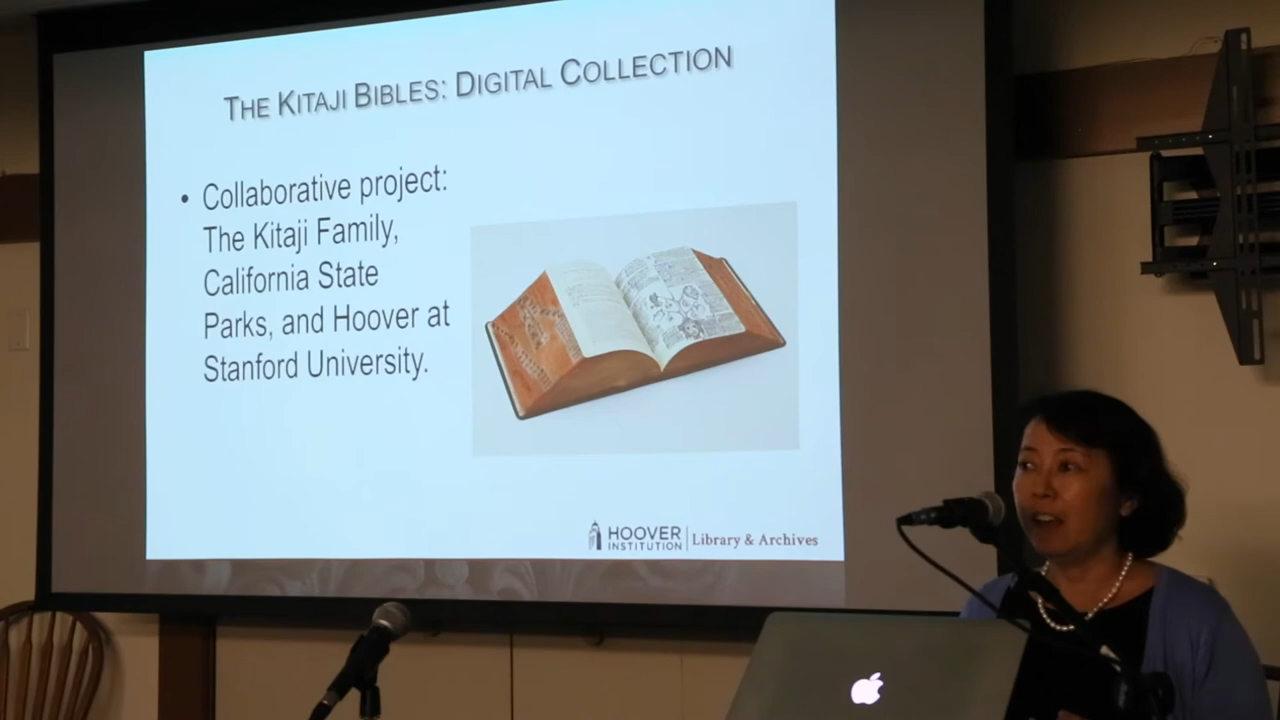 THE KITAJI BIBLES: DIGITAL COLLECTION
• Collaborative project:
The Kitaji Family,
California State
Parks, and Hoover at
Stanford University.
HOOVER
INSTITUTION
Library & Archives